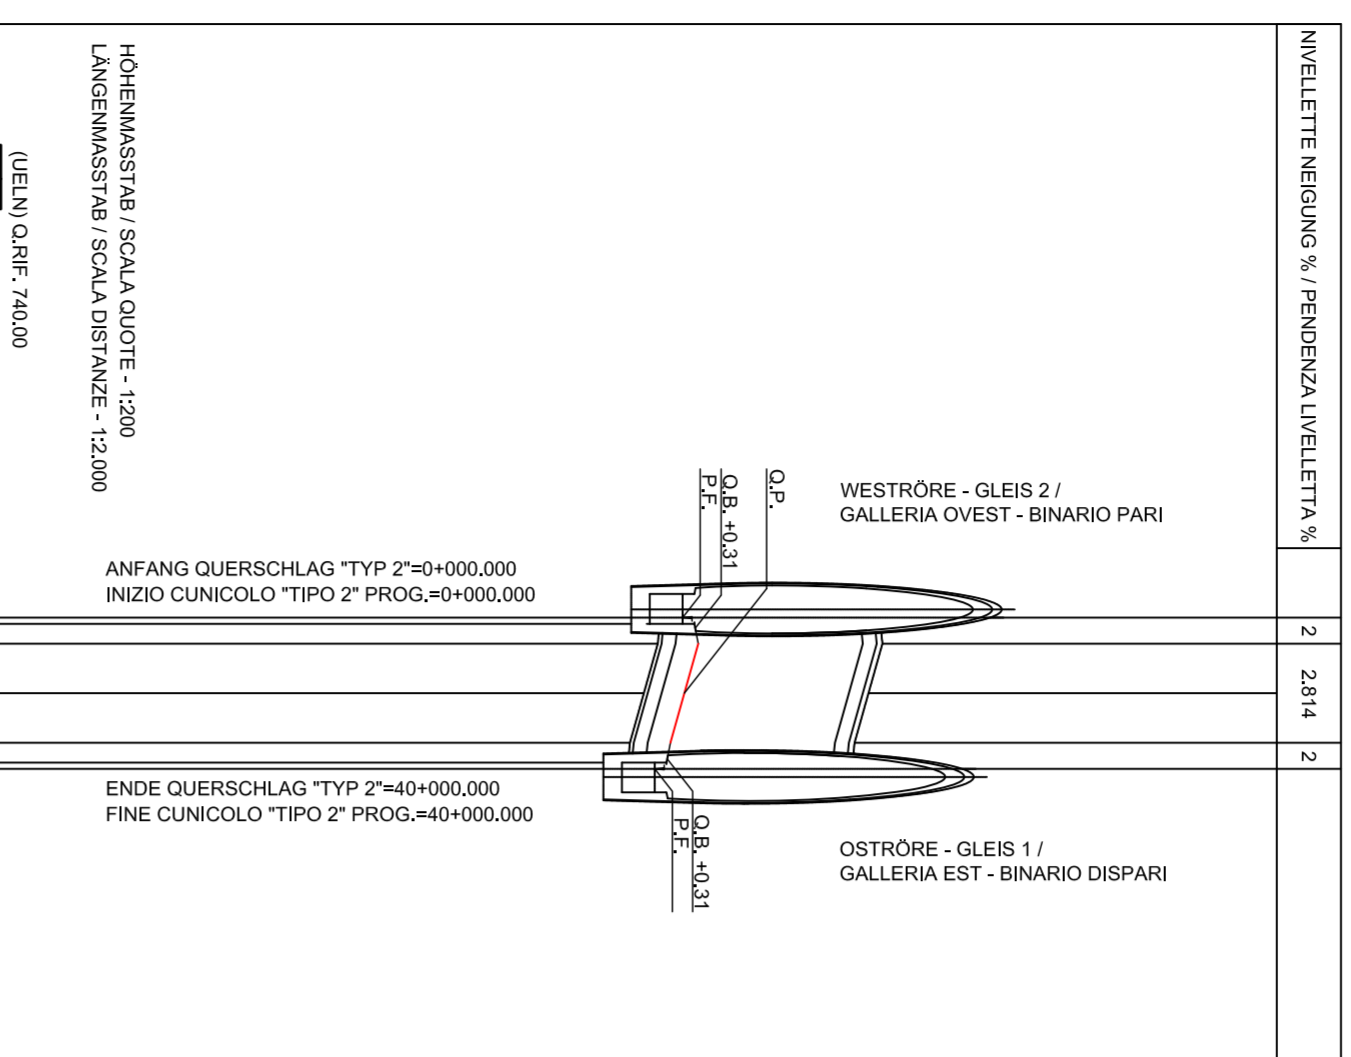 NIVELLETTE NEIGUNG % / PENDENZA LIVELLETTA %
2
2.814
2
HÖHENMASSTAB / SCALA QUOTE - 1:200
LÄNGENMASSTAB / SCALA DISTANZE - 1:2.000
(UELN) Q.RIF. 740.00
WESTRÖRE - GLEIS 2 /
GALLERIA OVEST - BINARIO PARI
Q.P.
Q.B. +0.31
P.F.
ANFANG QUERSCHLAG "TYP 2"=0+000.000
INIZIO CUNICOLO "TIPO 2" PROG.=0+000.000
ENDE QUERSCHLAG "TYP 2"=40+000.000
FINE CUNICOLO "TIPO 2" PROG.=40+000.000
Q.B. +0.31
P.F.
OSTRÖRE - GLEIS 1 /
GALLERIA EST - BINARIO DISPARI